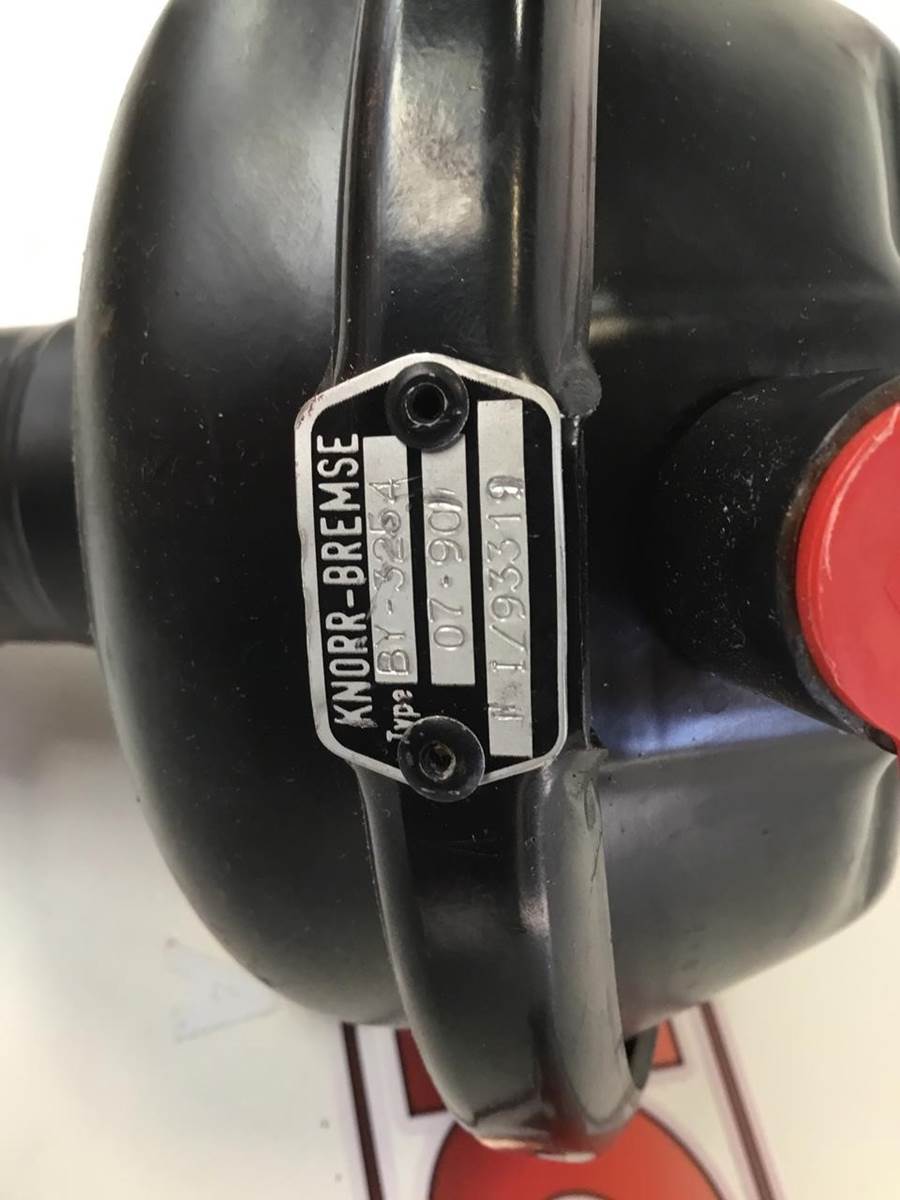 KNORR-BREMSE
Type BY-3254
07.90
I/93319